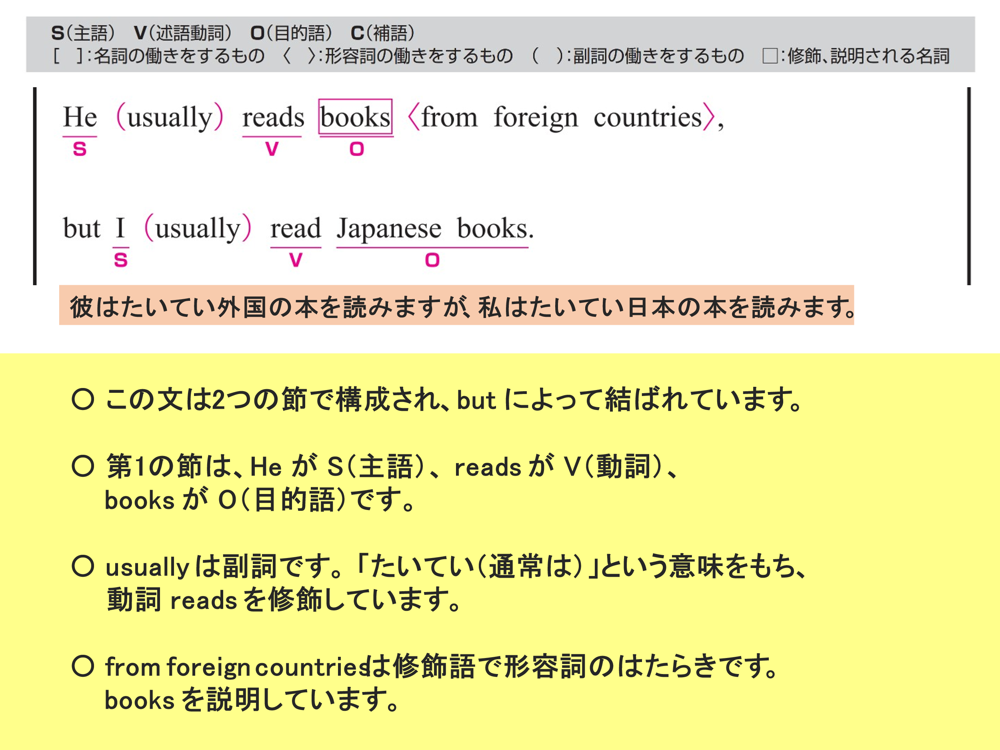 S(主語) V(述語動詞) O(目的語) C(補語)
[ ]:名詞の働きをするもの 〈 〉:形容詞の働きをするもの ( ):副詞の働きをするもの □:修飾、説明される名詞
He (usually) reads books 〈from foreign countries〉,
S V O
but I (usually) read Japanese books.
S V O
彼はたいてい外国の本を読みますが、私はたいてい日本の本を読みます。
○ この文は2つの節で構成され、but によって結ばれています。
○ 第1の節は、He が S(主語)、reads が V(動詞)、
books が O(目的語)です。
○ usually は副詞です。「たいてい(通常は)」という意味をもち、
動詞 reads を修飾しています。
○ from foreign countriesは修飾語で形容詞のはたらきです。
books を説明しています。